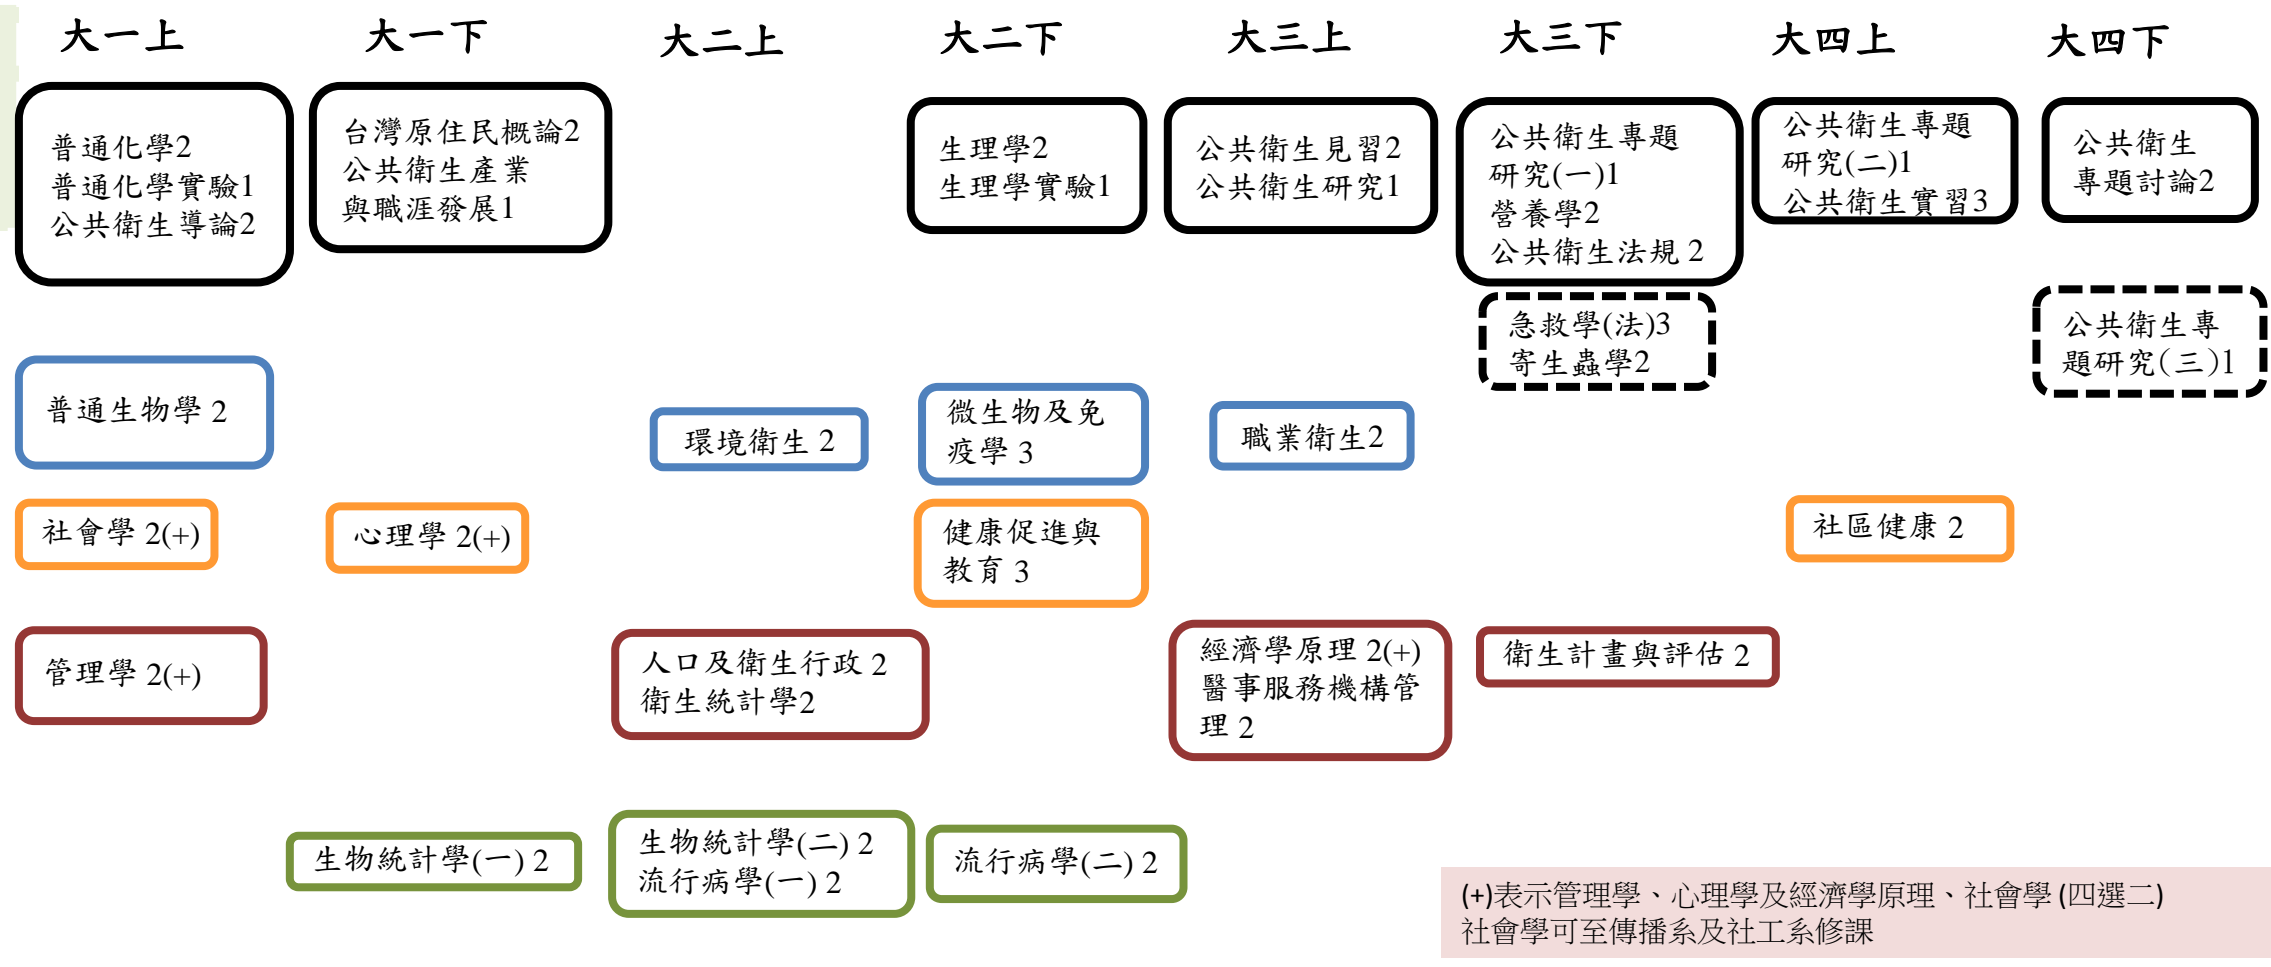 大一上
大一下
大二上
大二下
大三上
大三下
大四上
大四下
普通化學2
普通化學實驗1
公共衛生導論2
台灣原住民概論2
公共衛生產業
與職涯發展1
生理學2
生理學實驗1
公共衛生見習2
公共衛生研究1
公共衛生專題
研究(一)1
營養學2
公共衛生法規 2
公共衛生專題
研究(二)1
公共衛生實習3
公共衛生
專題討論2
急救學(法)3
寄生蟲學2
公共衛生專
題研究(三)1
普通生物學 2
環境衛生 2
微生物及免
疫學 3
職業衛生2
社會學 2(+)
心理學 2(+)
健康促進與
教育 3
社區健康 2
管理學 2(+)
人口及衛生行政 2
衛生統計學2
經濟學原理 2(+)
醫事服務機構管
理 2
衛生計畫與評估 2
生物統計學(一) 2
生物統計學(二) 2
流行病學(一) 2
流行病學(二) 2
(+)表示管理學、心理學及經濟學原理、社會學 (四選二)
社會學可至傳播系及社工系修課